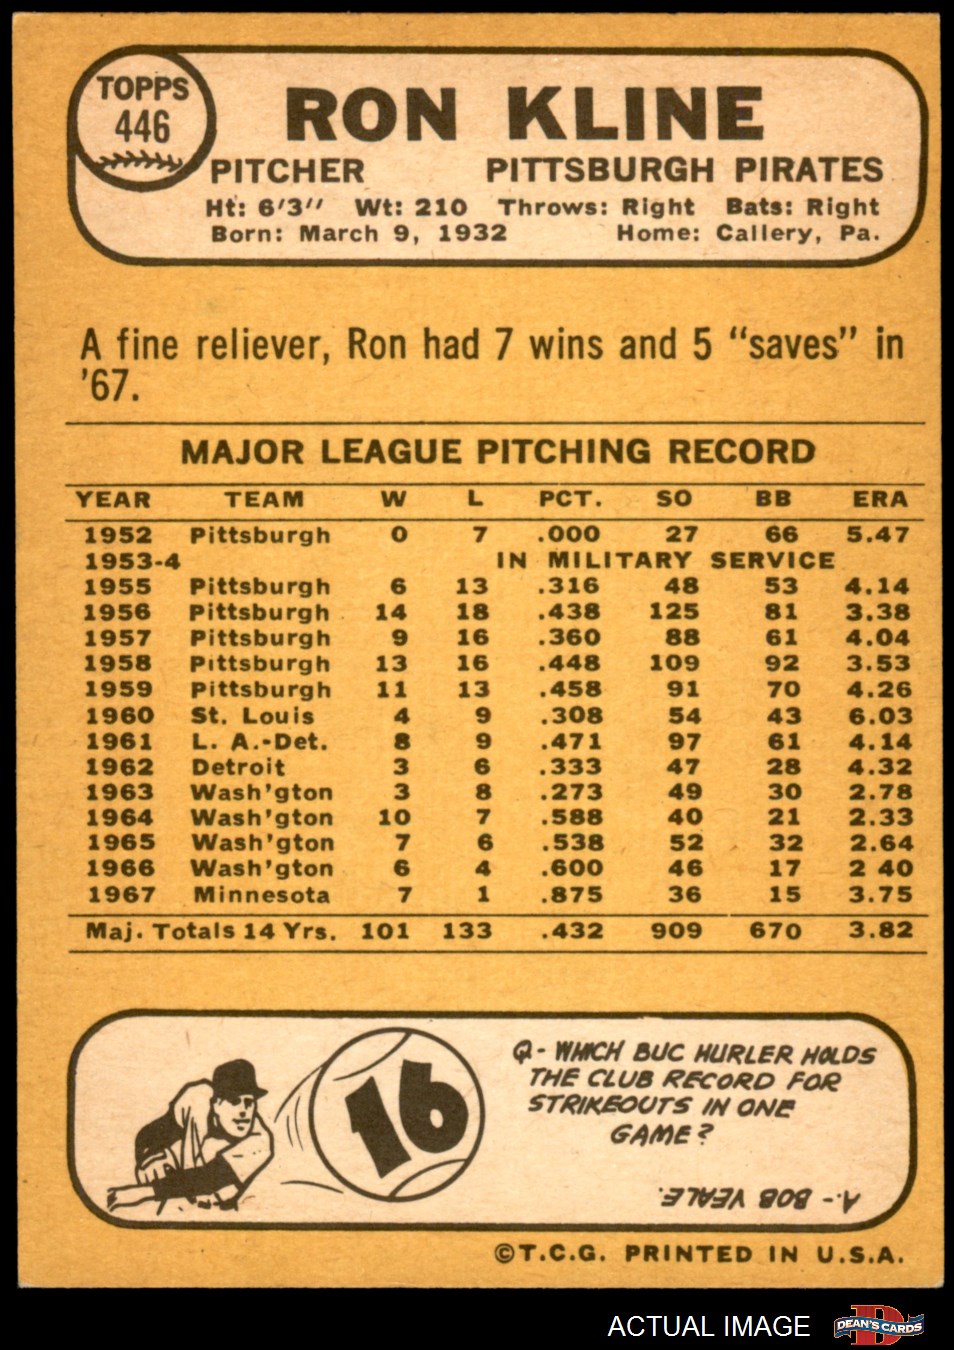 TOPPS
446
RON KLINE
PITCHER PITTSBURGH PIRATES
Ht: 6'3" Wt: 210 Throws: Right Bats: Right
Born: March 9, 1932 Home: Callery, Pa.
A fine reliever, Ron had 7 wins and 5 "saves" in
'67.
MAJOR LEAGUE PITCHING RECORD
YEAR TEAM W L PCT. SO BB ERA
1952 Pittsburgh 0 7 .000 27 66 5.47
1953-4 IN MILITARY SERVICE
1955 Pittsburgh 6 13 .316 48 53 4.14
1956 Pittsburgh 14 18 .438 125 81 3.38
1957 Pittsburgh 9 16 .360 88 61 4.04
1958 Pittsburgh 13 16 .448 109 92 3.53
1959 Pittsburgh 11 13 .458 91 70 4.26
1960 St. Louis 4 9 .308 54 43 6.03
1961 L. A.-Det. 8 9 .471 97 61 4.14
1962 Detroit 3 6 .333 47 28 4.32
1963 Wash'gton 3 8 .273 49 30 2.78
1964 Wash'gton 10 7 .588 40 21 2.33
1965 Wash'gton 7 6 .538 52 32 2.64
1966 Wash'gton 6 4 .600 46 17 2 40
1967 Minnesota 7 1 .875 36 15 3.75
Maj. Totals 14 Yrs. 101 133 .432 909 670 3.82
16
Q- WHICH BUC HURLER HOLDS
THE CLUB RECORD FOR
STRIKEOUTS IN ONE
GAME?
A.- BOB VEALE.
©T.C.G. PRINTED IN U.S.A.
ACTUAL IMAGE
D
DEAN'S CARDS